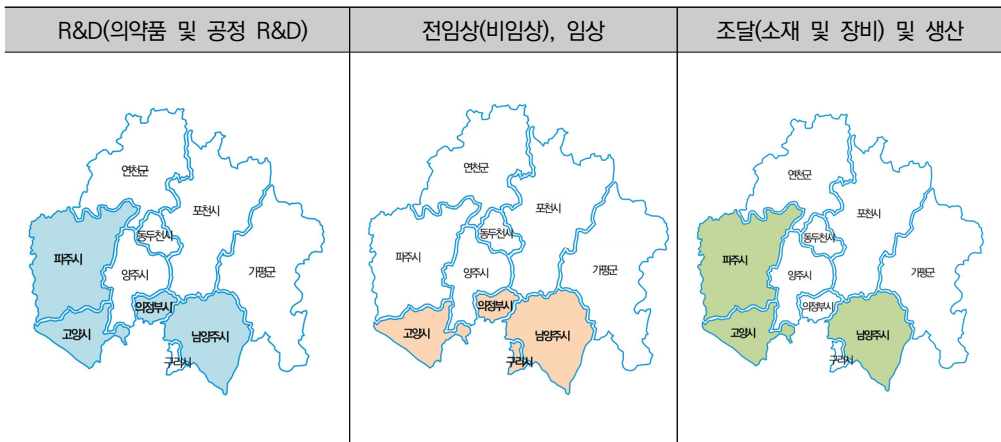 R&D(의약품 및 공정 R&D)
전임상(비임상), 임상
조달(소재 및 장비) 및 생산
연천군
포천시
동두천시
파주시
양주시
가평군
의정부시
고양시
남양주시
구리시
연천군
포천시
동두천시
파주시
양주시
가평군
의정부시
고양시
남양주시
구리시
연천군
포천시
동두천시
파주시
양주시
가평군
의정부시
고양시
남양주시
구리시